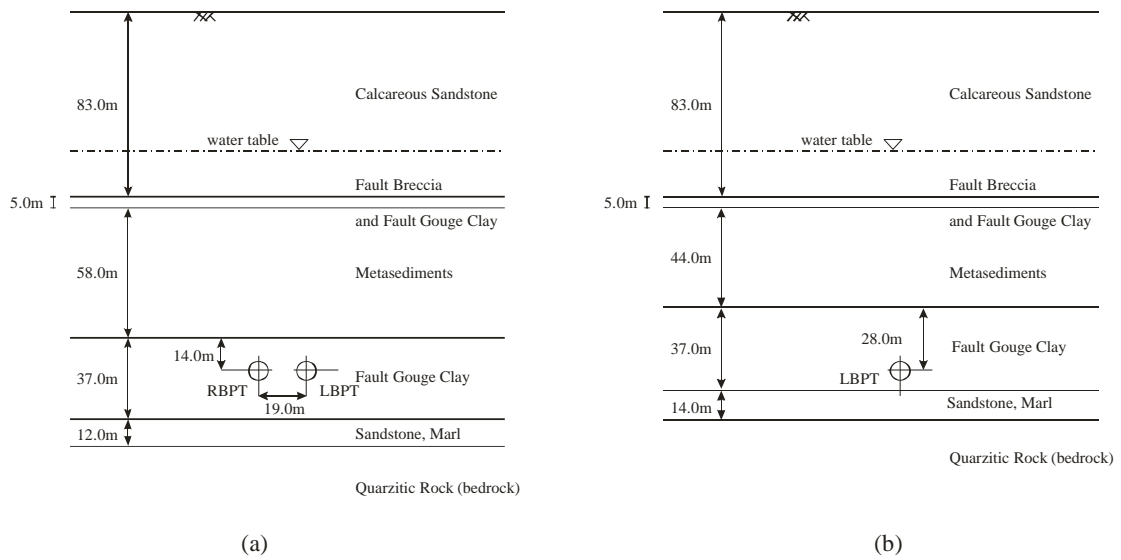 Calcareous Sandstone
83.0m
water table
Fault Breccia
5.0m
and Fault Gouge Clay
58.0m
Metasediments
14.0m
37.0m
RBPT
LBPT
Fault Gouge Clay
19.0m
12.0m
Sandstone, Marl
Quarzitic Rock (bedrock)
(a)
Calcareous Sandstone
83.0m
water table
Fault Breccia
5.0m
and Fault Gouge Clay
44.0m
Metasediments
28.0m
37.0m
Fault Gouge Clay
LBPT
14.0m
Sandstone, Marl
Quarzitic Rock (bedrock)
(b)